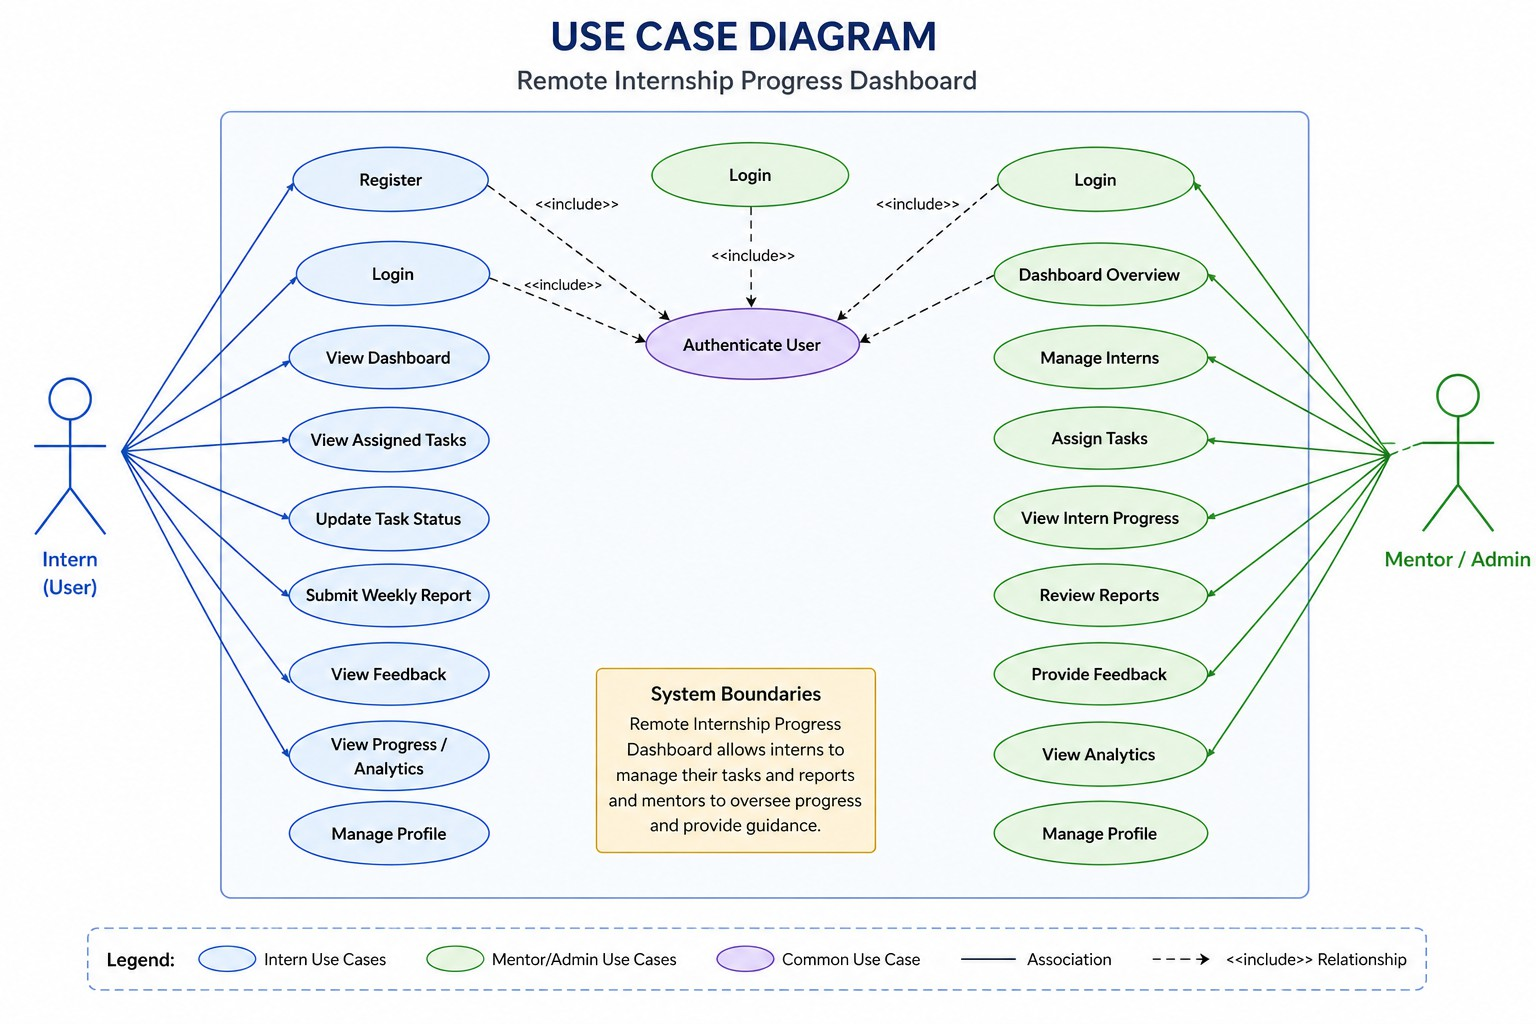 USE CASE DIAGRAM
Remote Internship Progress Dashboard
Register
Login
View Dashboard
View Assigned Tasks
Update Task Status
Submit Weekly Report
View Feedback
View Progress /
Analytics
Manage Profile
Intern
(User)
<<include>>
<<include>>
Login
<<include>>
<<include>>
Authenticate User
System Boundaries
Remote Internship Progress
Dashboard allows interns to
manage their tasks and reports
and mentors to oversee progress
and provide guidance.
Login
Dashboard Overview
Manage Interns
Assign Tasks
View Intern Progress
Review Reports
Provide Feedback
View Analytics
Manage Profile
Mentor / Admin
Legend:
Intern Use Cases
Mentor/Admin Use Cases
Common Use Case
Association
<<include>> Relationship